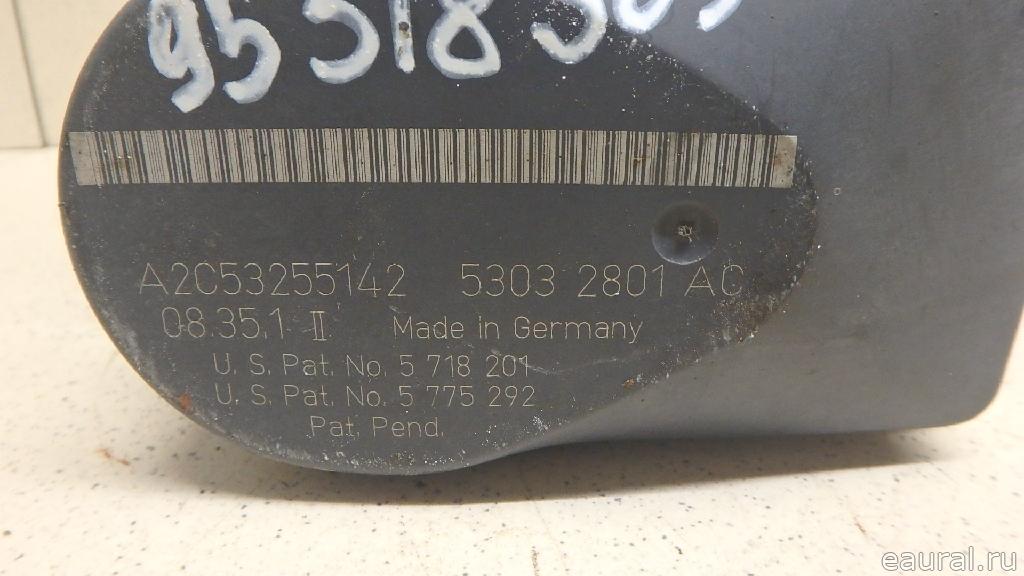 95318
A2C53255142 5303 2801 AC
08.35.1 II Made in Germany
U. S. Pat. No. 5 718 201
U. S. Pat. No. 5 775 292
Pat. Pend.
eaural.ru